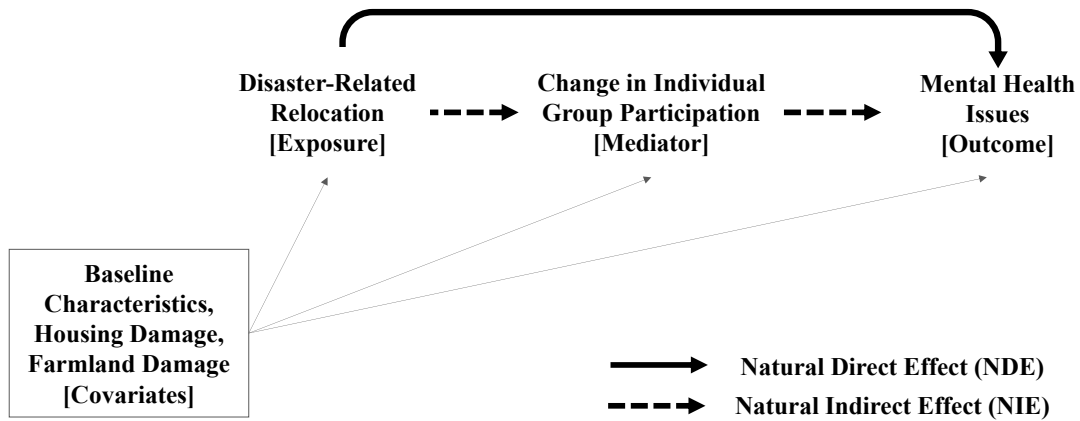 Disaster-Related
Relocation
[Exposure]
Change in Individual
Group Participation
[Mediator]
Mental Health
Issues
[Outcome]
Baseline
Characteristics,
Housing Damage,
Farmland Damage
[Covariates]
Natural Direct Effect (NDE)
Natural Indirect Effect (NIE)